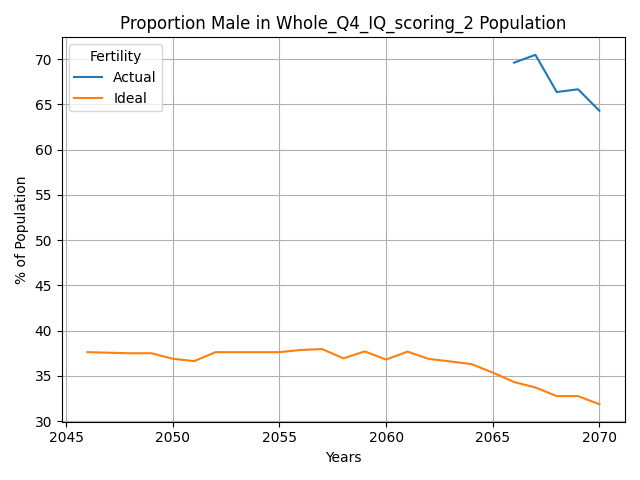 Proportion Male in Whole_Q4_IQ_scoring_2 Population
Fertility
Actual
Ideal
% of Population
70
65
60
55
50
45
40
35
30
2045 2050 2055 2060 2065 2070
Years